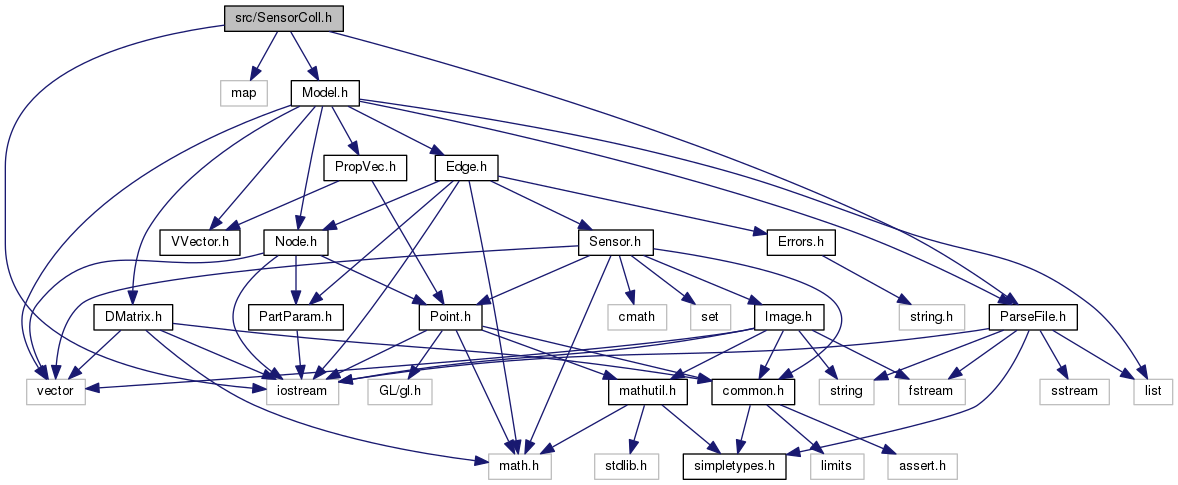 src/SensorColl.h
map
Model.h
PropVec.h
Edge.h
VVector.h
Node.h
Sensor.h
Errors.h
DMatrix.h
PartParam.h
Point.h
cmath
set
Image.h
string.h
ParseFile.h
vector
iostream
GL/gl.h
mathutil.h
common.h
string
fstream
sstream
list
math.h
stdlib.h
simpletypes.h
limits
assert.h